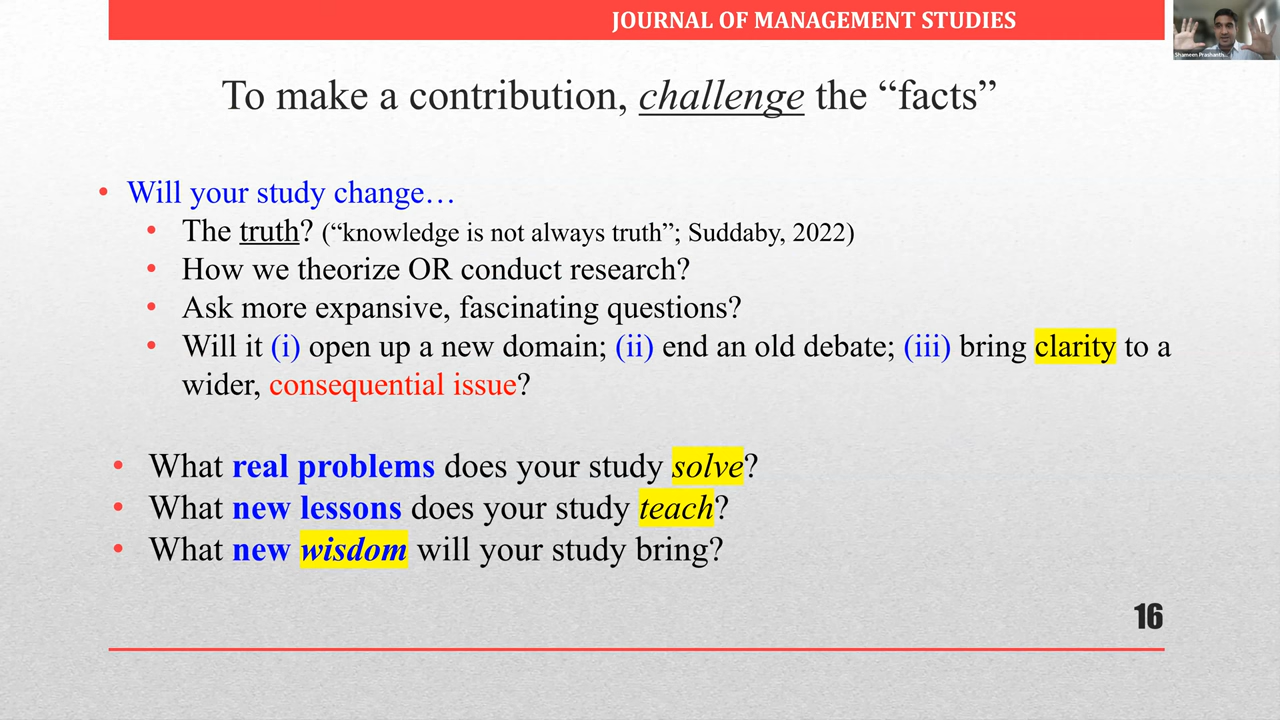 JOURNAL OF MANAGEMENT STUDIES
Shameen Prashanth...
To make a contribution, challenge the “facts”
• Will your study change…
• The truth? (“knowledge is not always truth”; Suddaby, 2022)
• How we theorize OR conduct research?
• Ask more expansive, fascinating questions?
• Will it (i) open up a new domain; (ii) end an old debate; (iii) bring clarity to a
wider, consequential issue?
• What real problems does your study solve?
• What new lessons does your study teach?
• What new wisdom will your study bring?
16